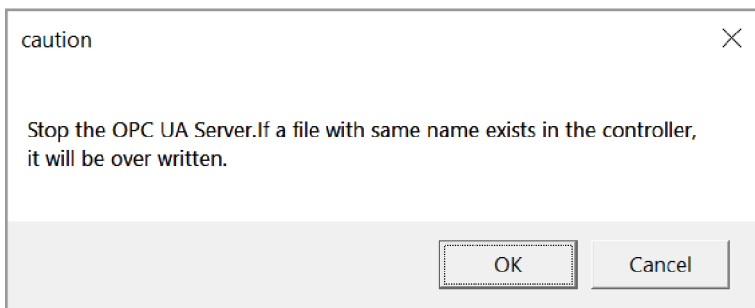 caution
Stop the OPC UA Server.If a file with same name exists in the controller,
it will be over written.
OK
Cancel